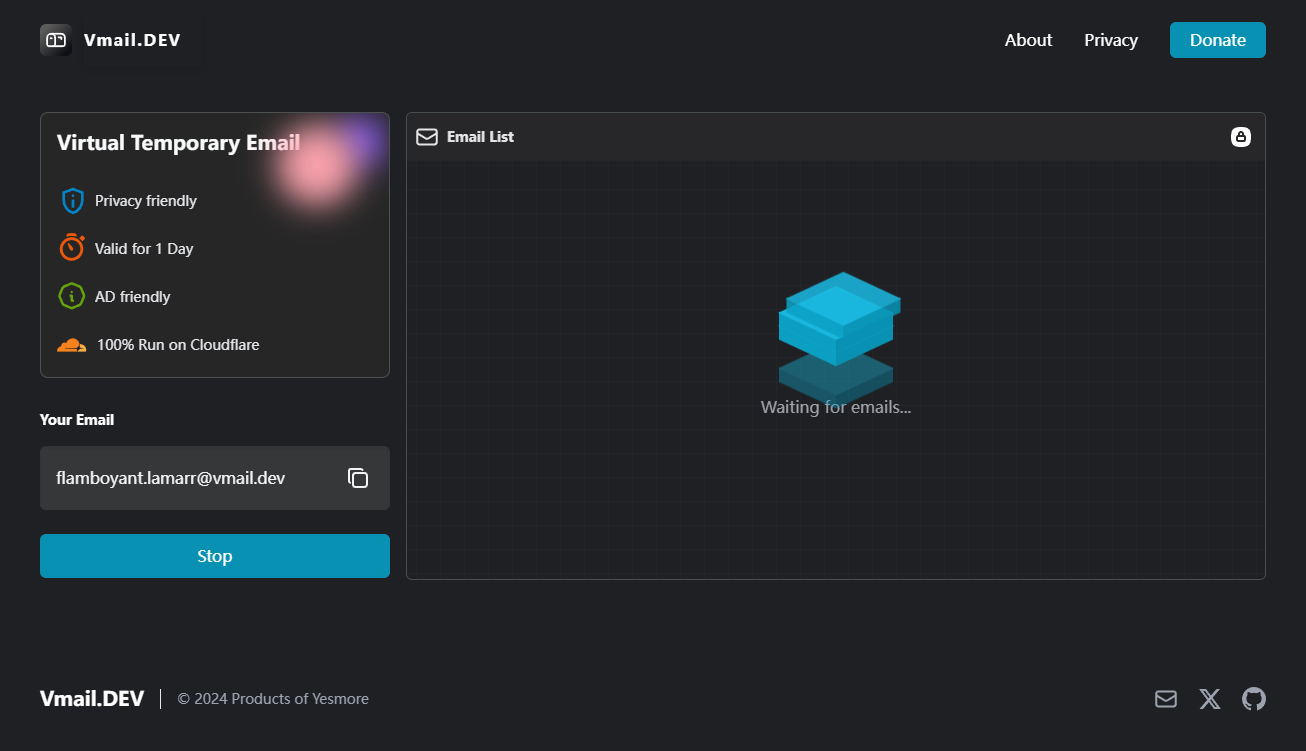 Vmail.DEV
About
Privacy
Donate
Virtual Temporary Email
Privacy friendly
Valid for 1 Day
AD friendly
100% Run on Cloudflare
Your Email
flamboyant.lamarr@vmail.dev
Stop
Email List
Waiting for emails...
Vmail.DEV
© 2024 Products of Yesmore